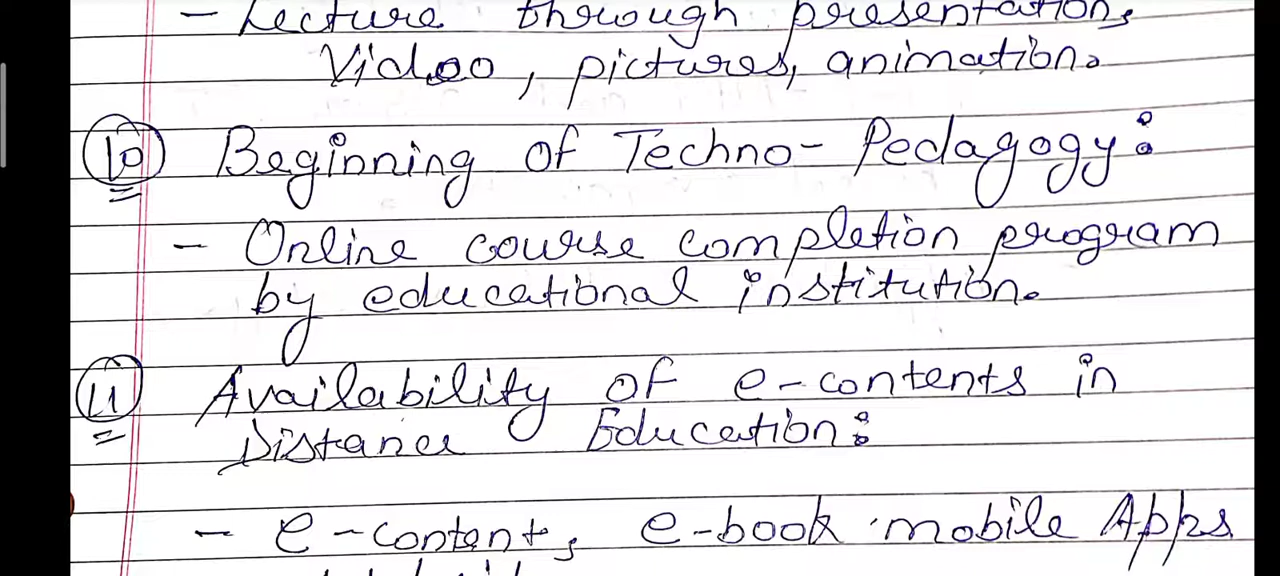 - Lecture through presentation,
Video, pictures, animation.
10 Beginning of Techno-Pedagogy:
- Online course completion program
by educational institution.
11 Availability of e-contents in
Distance Education:
- e-content, e-book mobile Apps